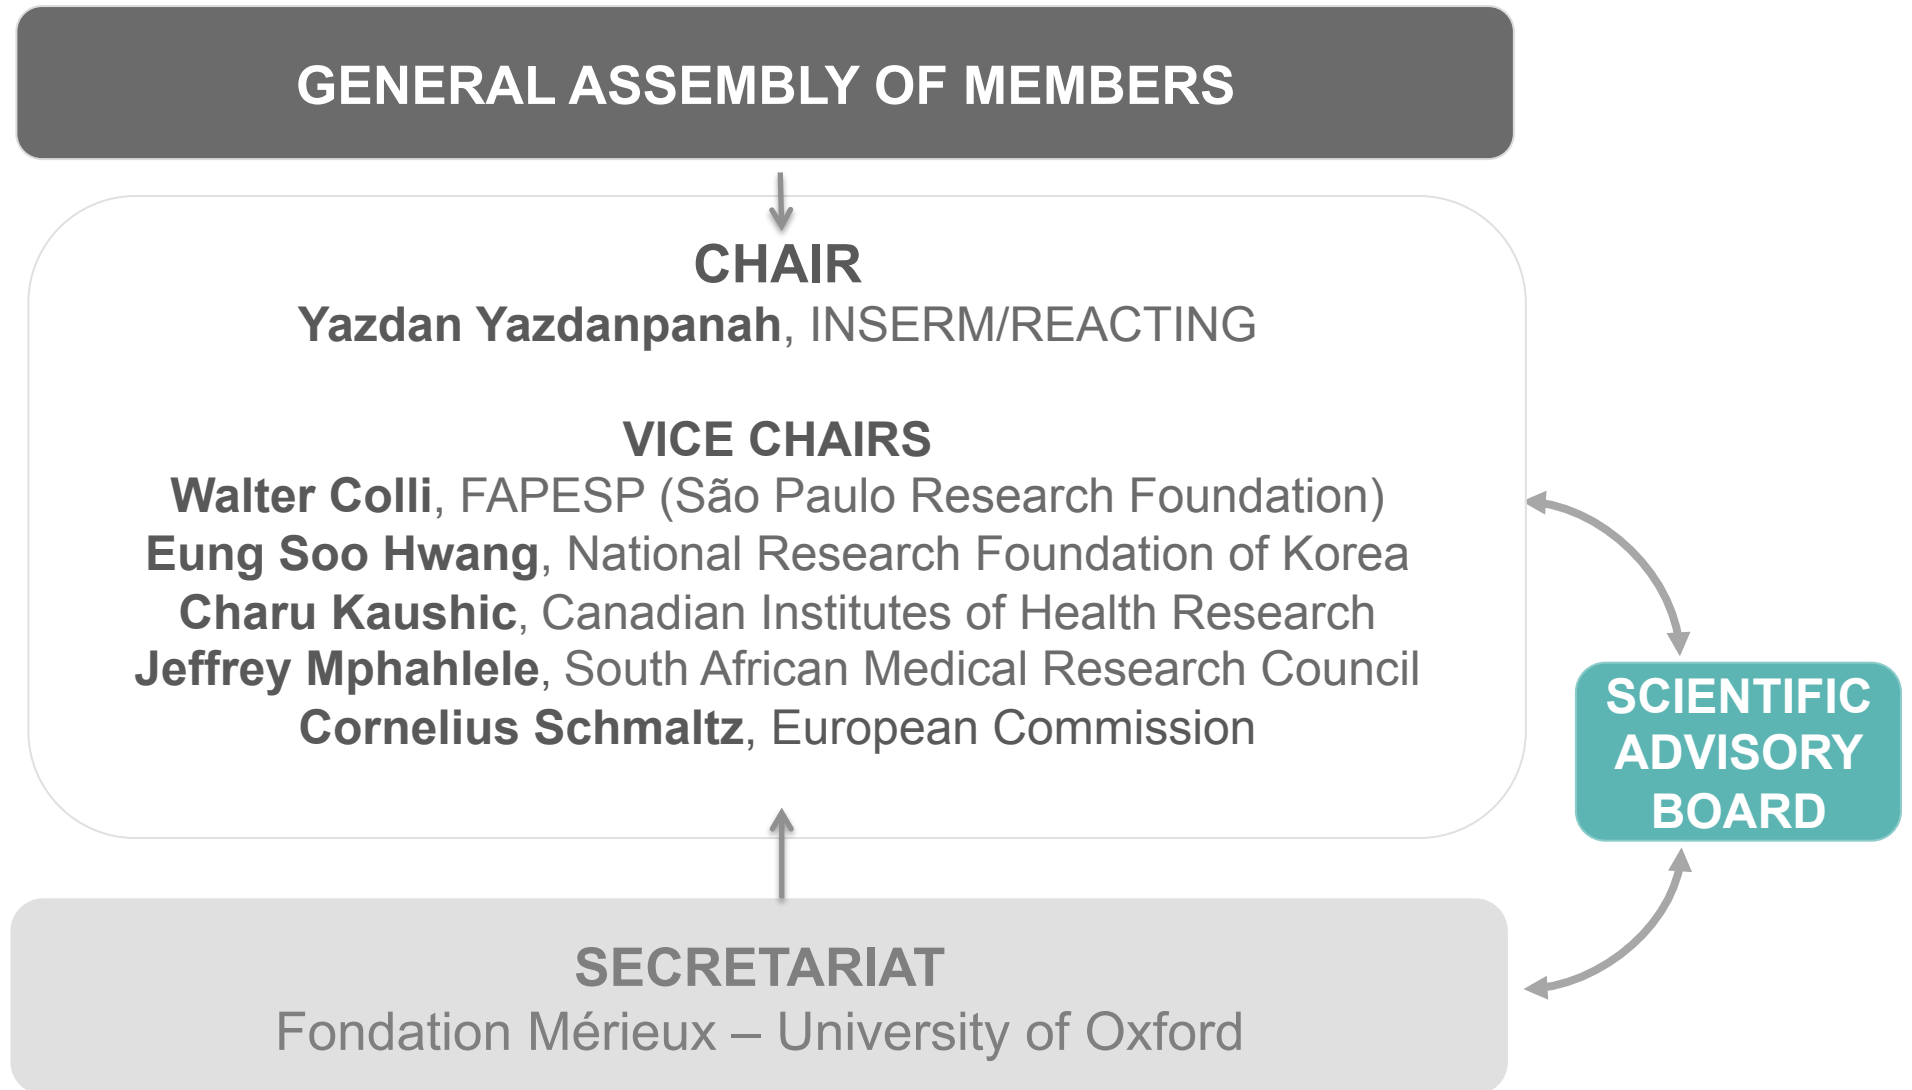 GENERAL ASSEMBLY OF MEMBERS
CHAIR
Yazdan Yazdanpanah, INSERM/REACTING
VICE CHAIRS
Walter Colli, FAPESP (São Paulo Research Foundation)
Eung Soo Hwang, National Research Foundation of Korea
Charu Kaushic, Canadian Institutes of Health Research
Jeffrey Mphahlele, South African Medical Research Council
Cornelius Schmaltz, European Commission
SCIENTIFIC
ADVISORY
BOARD
SECRETARIAT
Fondation Mérieux – University of Oxford